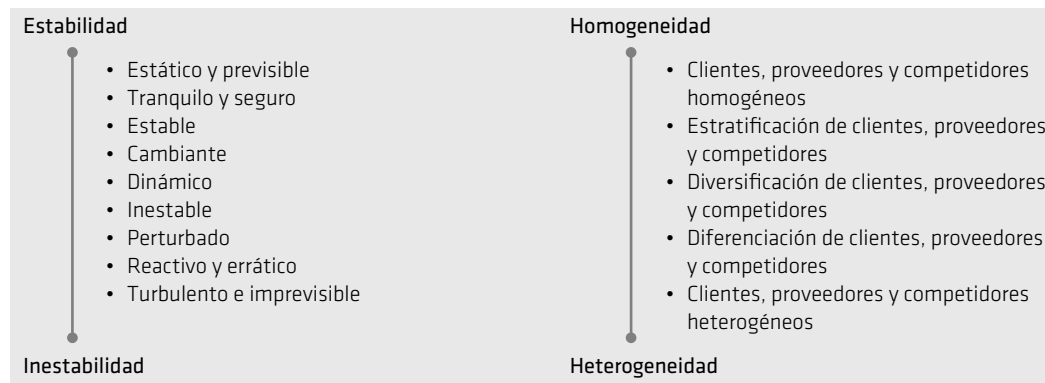 Estabilidad
• Estático y previsible
• Tranquilo y seguro
• Estable
• Cambiante
• Dinámico
• Inestable
• Perturbado
• Reactivo y errático
• Turbulento e imprevisible
Inestabilidad
Homogeneidad
• Clientes, proveedores y competidores
homogéneos
• Estratificación de clientes, proveedores
y competidores
• Diversificación de clientes, proveedores
y competidores
• Diferenciación de clientes, proveedores
y competidores
• Clientes, proveedores y competidores
heterogéneos
Heterogeneidad